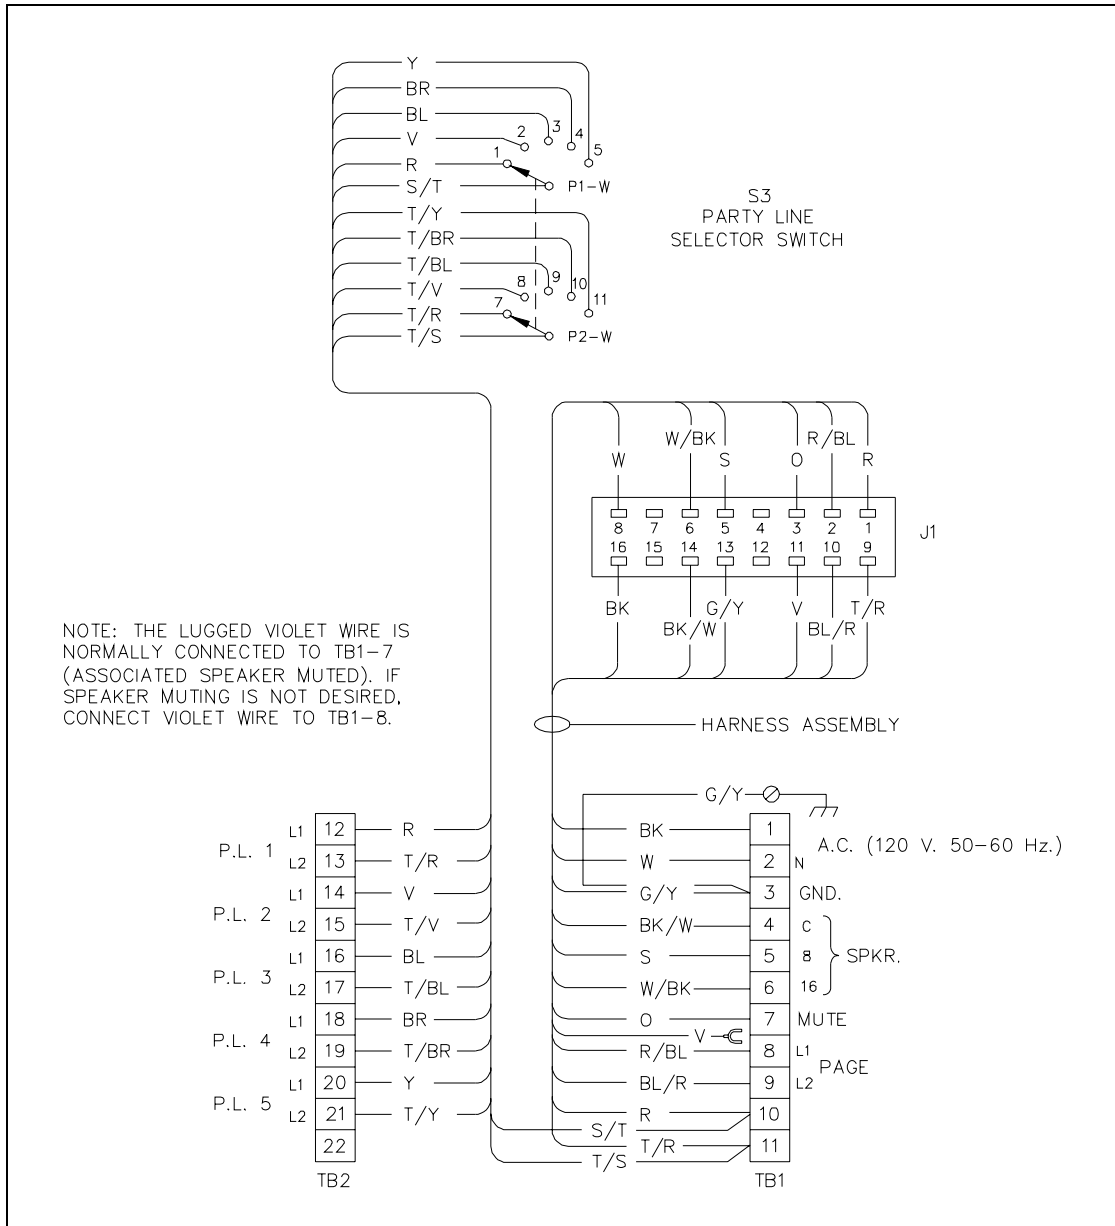 Y
BR
BL
V
R
S/T
T/Y
T/BR
T/BL
T/V
T/R
T/S
1
2
3
4
5
P1-W
7
8
9
10
11
P2-W
S3
PARTY LINE
SELECTOR SWITCH
W W/BK S O R/BL R
8 7 6 5 4 3 2 1
16 15 14 13 12 11 10 9
J1
BK BK/W G/Y V BL/R T/R
NOTE: THE LUGGED VIOLET WIRE IS
NORMALLY CONNECTED TO TB1-7
(ASSOCIATED SPEAKER MUTED). IF
SPEAKER MUTING IS NOT DESIRED,
CONNECT VIOLET WIRE TO TB1-8.
HARNESS ASSEMBLY
P.L. 1
L1 12 R
L2 13 T/R
P.L. 2
L1 14 V
L2 15 T/V
P.L. 3
L1 16 BL
L2 17 T/BL
P.L. 4
L1 18 BR
L2 19 T/BR
P.L. 5
L1 20 Y
L2 21 T/Y
22
TB2
G/Y
BK 1
A.C. (120 V. 50-60 Hz.)
W 2 N
G/Y 3 GND.
BK/W 4 C
S 5 8 SPKR.
W/BK 6 16
O 7 MUTE
V
R/BL 8 L1
PAGE
BL/R 9 L2
R 10
S/T
T/R 11
T/S
TB1